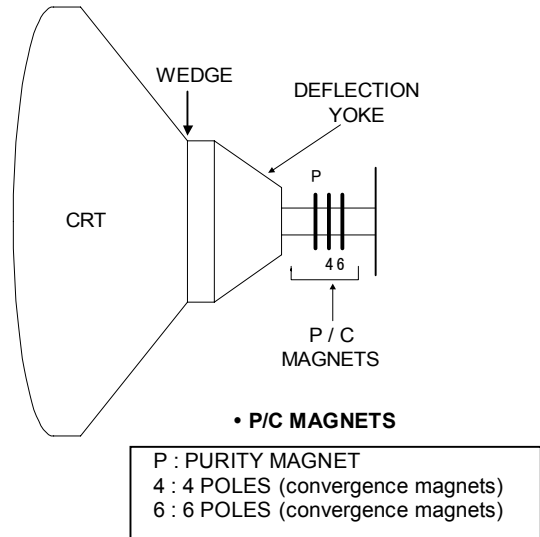 WEDGE
DEFLECTION
YOKE
P
CRT
4 6
P / C
MAGNETS
• P/C MAGNETS
P : PURITY MAGNET
4 : 4 POLES (convergence magnets)
6 : 6 POLES (convergence magnets)